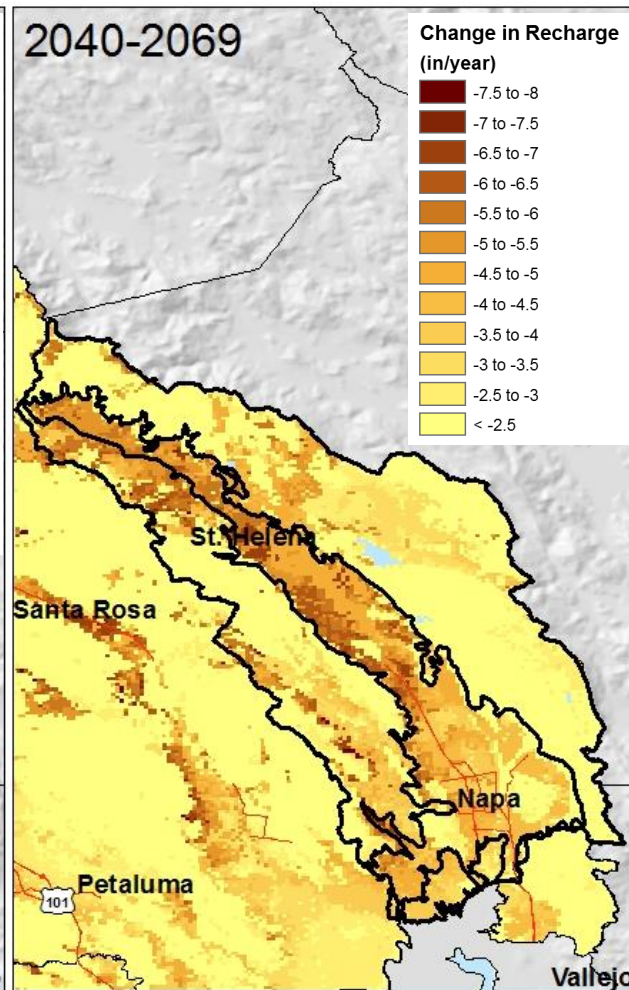 2040-2069
Change in Recharge
(in/year)
-7.5 to -8
-7 to -7.5
-6.5 to -7
-6 to -6.5
-5.5 to -6
-5 to -5.5
-4.5 to -5
-4 to -4.5
-3.5 to -4
-3 to -3.5
-2.5 to -3
< -2.5
St. Helena
Santa Rosa
Napa
Petaluma
101
Vallejo